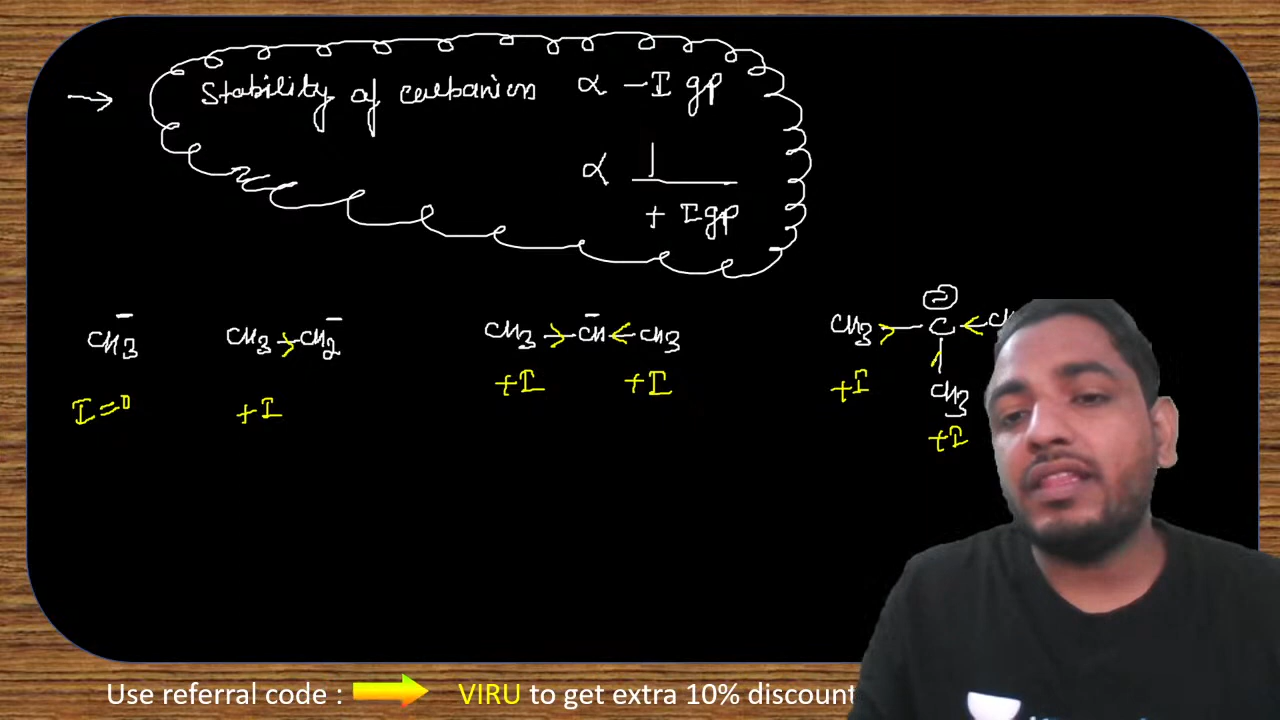 → Stability of carbanion α -I gp
α 1 / +I gp
CH3⁻ CH3-CH2⁻ CH3-CH⁻-CH3 CH3-C-CH
⊖
CH3
I=0 +I +I +I +I
+I
Use referral code : VIRU to get extra 10% discount